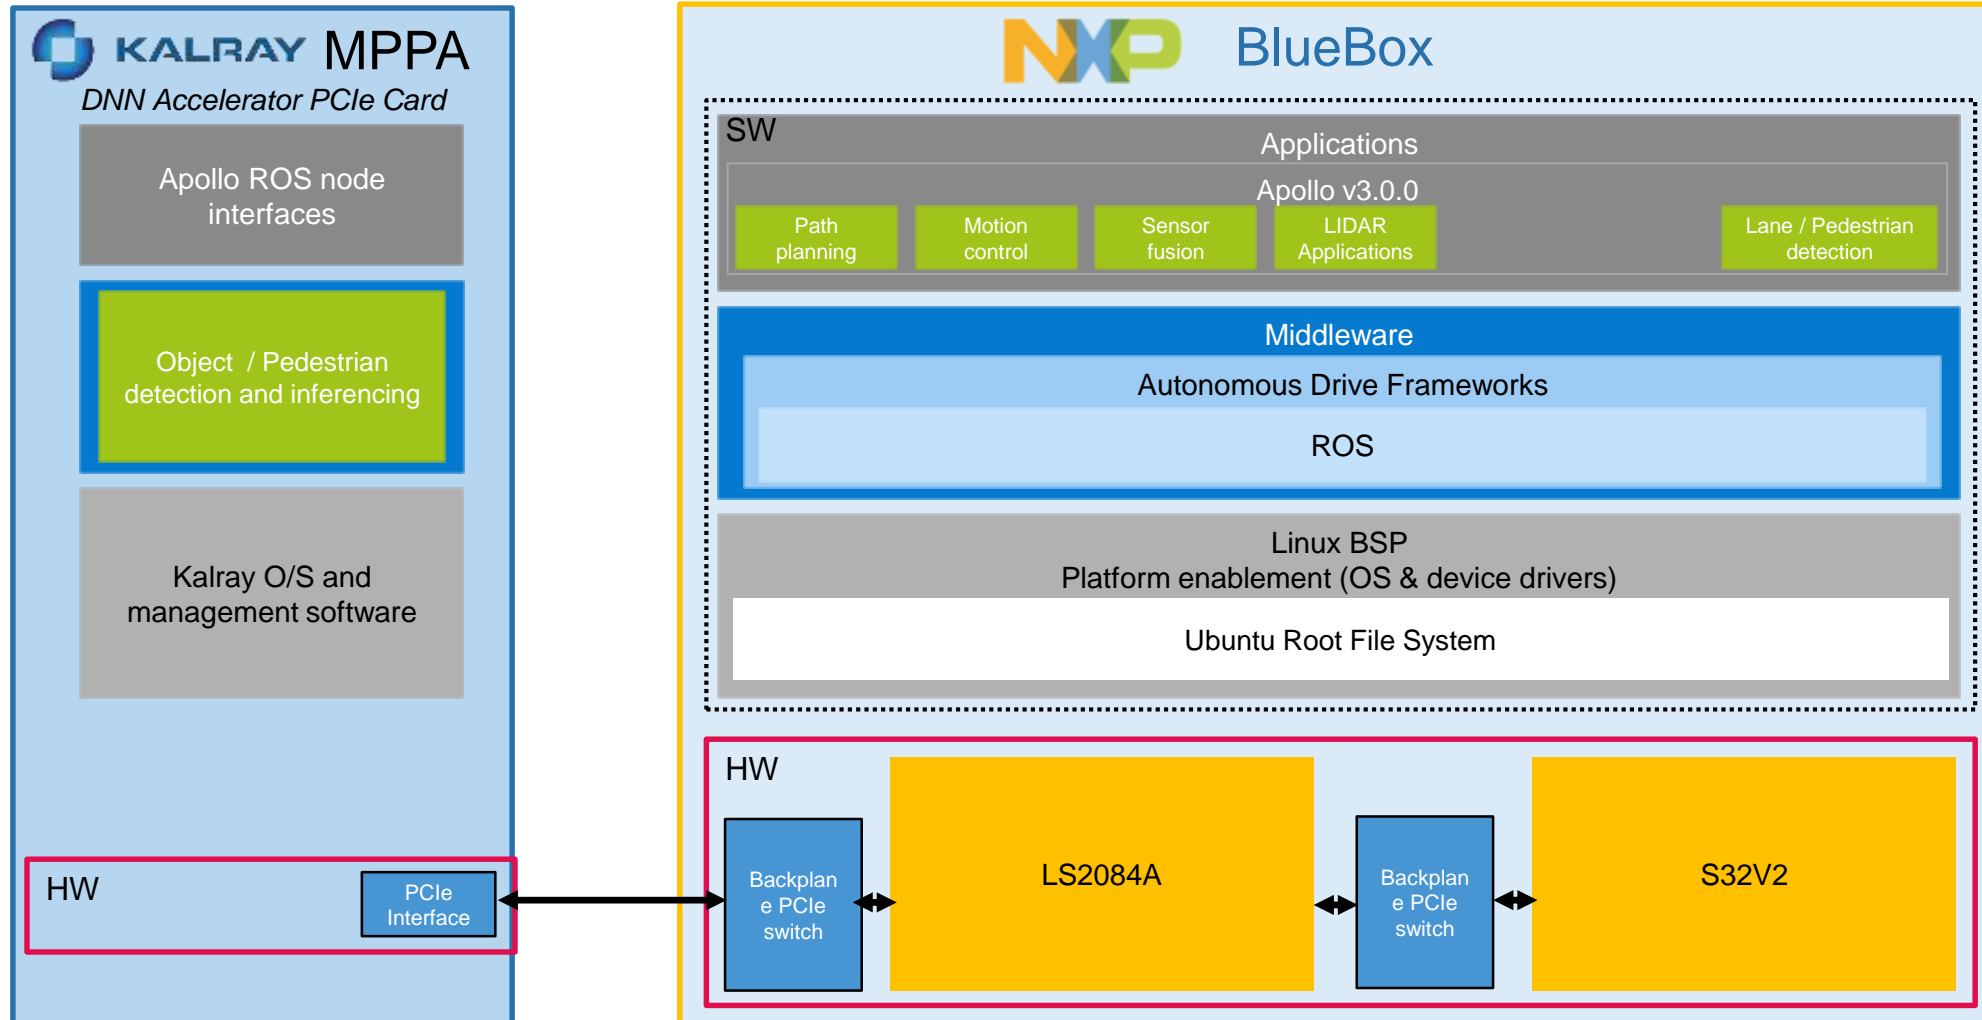 KALRAY MPPA
DNN Accelerator PCIe Card
Apollo ROS node
interfaces
Object / Pedestrian
detection and inferencing
Kalray O/S and
management software
HW
PCIe
Interface
NXP BlueBox
SW
Applications
Apollo v3.0.0
Path
planning
Motion
control
Sensor
fusion
LIDAR
Applications
Lane / Pedestrian
detection
Middleware
Autonomous Drive Frameworks
ROS
Linux BSP
Platform enablement (OS & device drivers)
Ubuntu Root File System
HW
Backplan
e PCIe
switch
LS2084A
Backplan
e PCIe
switch
S32V2